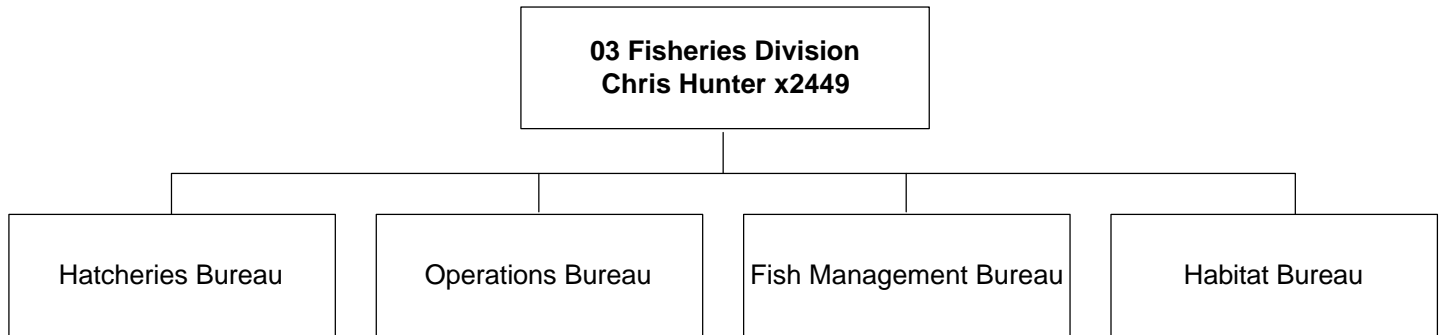 03 Fisheries Division
Chris Hunter x2449
Hatcheries Bureau
Operations Bureau
Fish Management Bureau
Habitat Bureau